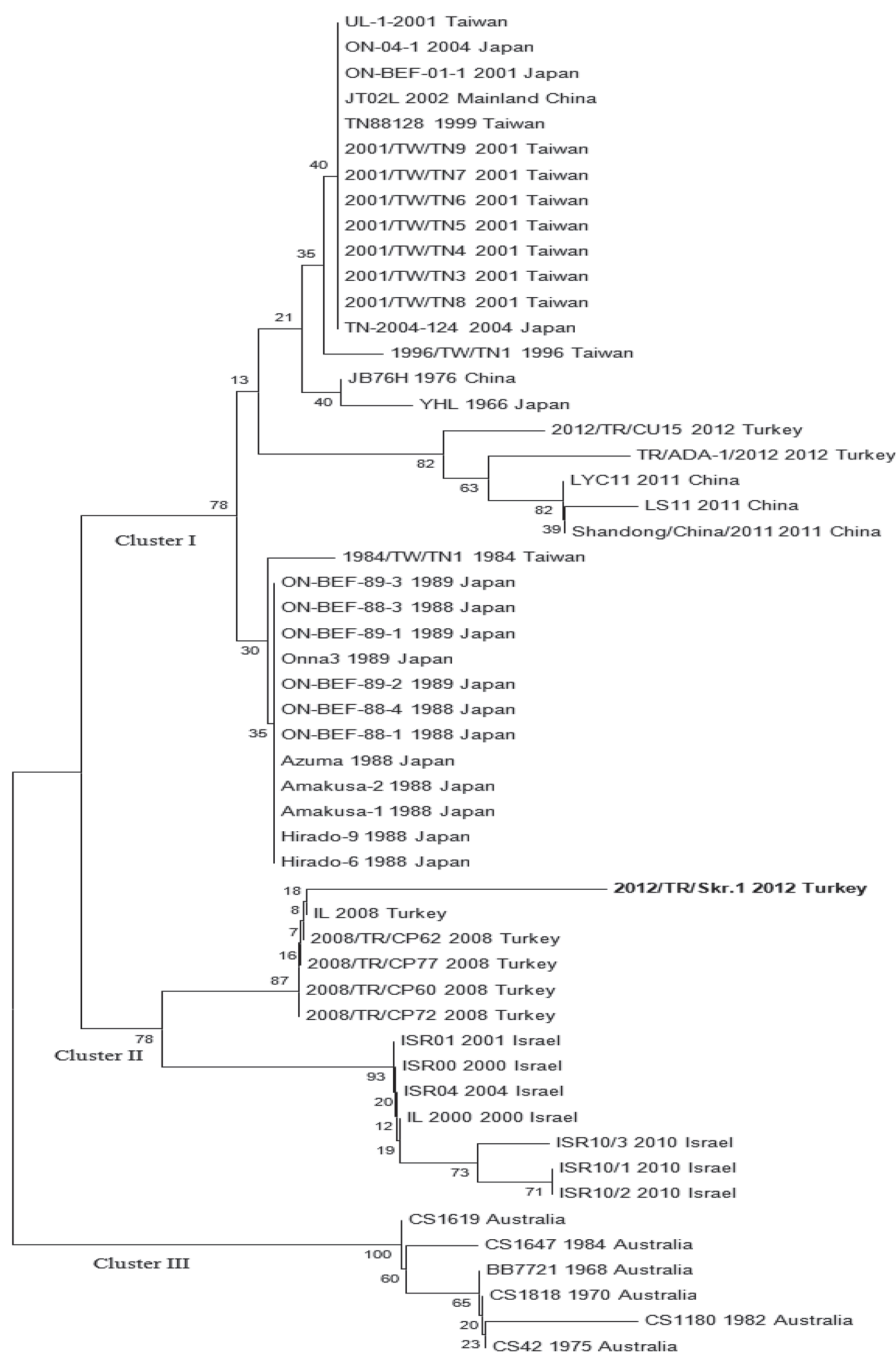 UL-1-2001 Taiwan
ON-04-1 2004 Japan
ON-BEF-01-1 2001 Japan
JT02L 2002 Mainland China
TN88128 1999 Taiwan
2001/TW/TN9 2001 Taiwan
40
2001/TW/TN7 2001 Taiwan
2001/TW/TN6 2001 Taiwan
2001/TW/TN5 2001 Taiwan
2001/TW/TN4 2001 Taiwan
35
2001/TW/TN3 2001 Taiwan
2001/TW/TN8 2001 Taiwan
21
TN-2004-124 2004 Japan
1996/TW/TN1 1996 Taiwan
13
JB76H 1976 China
40
YHL 1966 Japan
2012/TR/CU15 2012 Turkey
82
TR/ADA-1/2012 2012 Turkey
63
LYC11 2011 China
78
82
LS11 2011 China
39
Shandong/China/2011 2011 China
Cluster I
1984/TW/TN1 1984 Taiwan
ON-BEF-89-3 1989 Japan
ON-BEF-88-3 1988 Japan
ON-BEF-89-1 1989 Japan
30
Onna3 1989 Japan
ON-BEF-89-2 1989 Japan
ON-BEF-88-4 1988 Japan
35
ON-BEF-88-1 1988 Japan
Azuma 1988 Japan
Amakusa-2 1988 Japan
Amakusa-1 1988 Japan
Hirado-9 1988 Japan
Hirado-6 1988 Japan
18
2012/TR/Skr.1 2012 Turkey
8
IL 2008 Turkey
7
2008/TR/CP62 2008 Turkey
16
2008/TR/CP77 2008 Turkey
87
2008/TR/CP60 2008 Turkey
2008/TR/CP72 2008 Turkey
78
Cluster II
ISR01 2001 Israel
93
ISR00 2000 Israel
20
ISR04 2004 Israel
12
IL 2000 2000 Israel
19
ISR10/3 2010 Israel
73
ISR10/1 2010 Israel
71
ISR10/2 2010 Israel
CS1619 Australia
Cluster III
100
CS1647 1984 Australia
60
BB7721 1968 Australia
65
CS1818 1970 Australia
20
CS1180 1982 Australia
23
CS42 1975 Australia